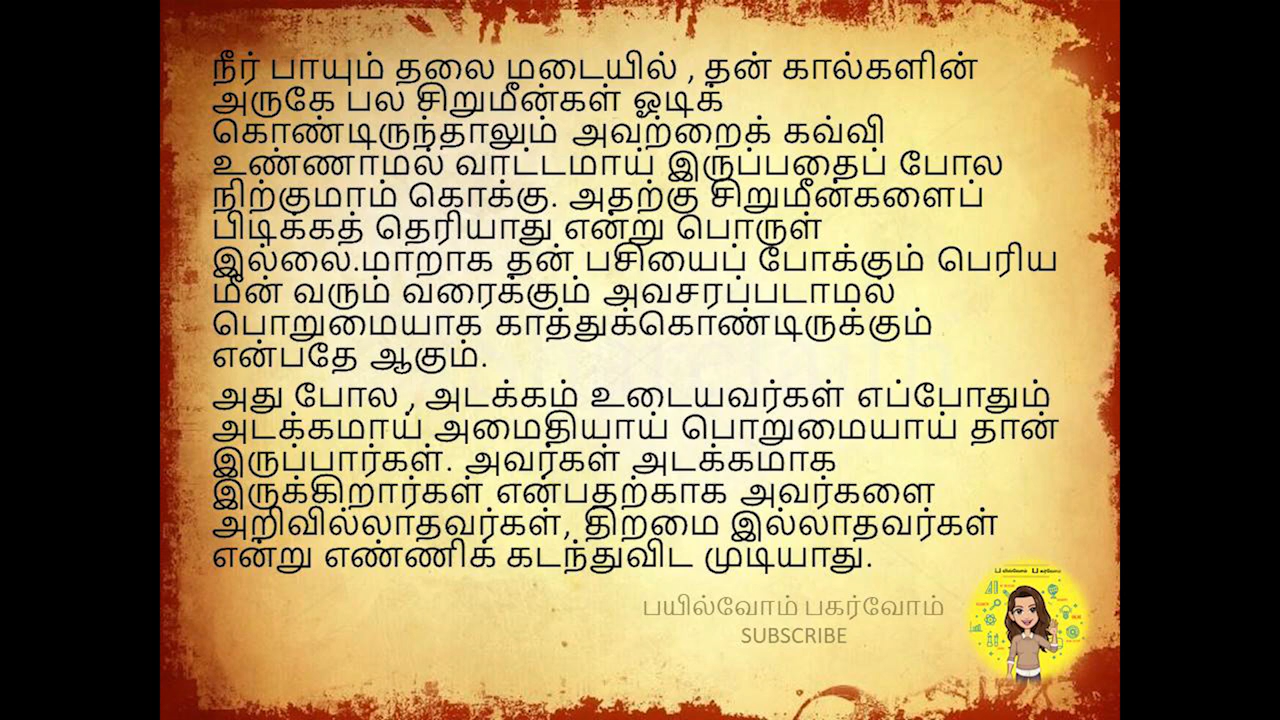 நீர் பாயும் தலை மடையில் , தன் கால்களின்
அருகே பல சிறுமீன்கள் ஓடிக்
கொண்டிருந்தாலும் அவற்றைக் கவ்வி
உண்ணாமல் வாட்டமாய் இருப்பதைப் போல
நிற்குமாம் கொக்கு. அதற்கு சிறுமீன்களைப்
பிடிக்கத் தெரியாது என்று பொருள்
இல்லை.மாறாக தன் பசியைப் போக்கும் பெரிய
மீன் வரும் வரைக்கும் அவசரப்படாமல்
பொறுமையாக காத்துக்கொண்டிருக்கும்
என்பதே ஆகும்.
அது போல , அடக்கம் உடையவர்கள் எப்போதும்
அடக்கமாய் அமைதியாய் பொறுமையாய் தான்
இருப்பார்கள். அவர்கள் அடக்கமாக
இருக்கிறார்கள் என்பதற்காக அவர்களை
அறிவில்லாதவர்கள், திறமை இல்லாதவர்கள்
என்று எண்ணிக் கடந்துவிட முடியாது.
பயில்வோம் பகர்வோம்
SUBSCRIBE